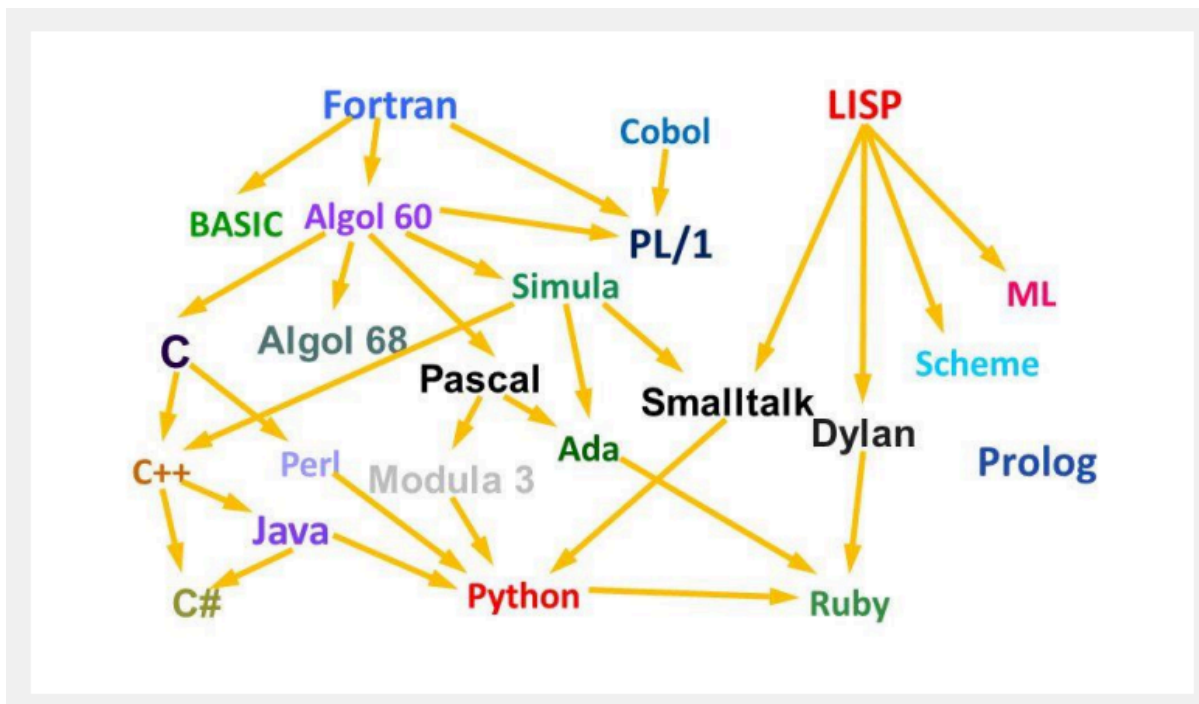 Fortran
Cobol
LISP
BASIC
Algol 60
PL/1
Simula
ML
C
Algol 68
Pascal
Scheme
Smalltalk
Dylan
C++
Perl
Modula 3
Ada
Prolog
Java
C#
Python
Ruby